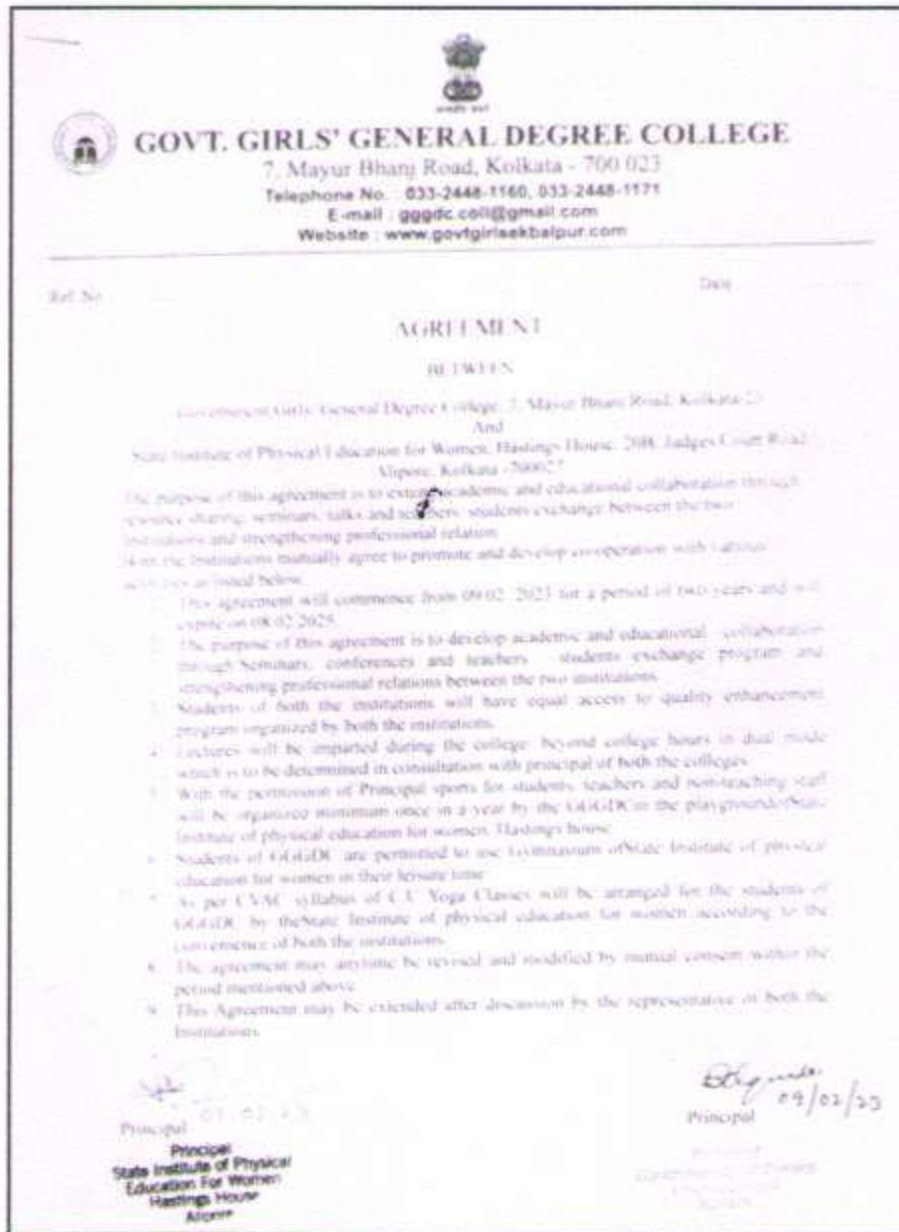 GOVT. GIRLS' GENERAL DEGREE COLLEGE
7, Mayur Bhanj Road, Kolkata - 700 023
Telephone No. : 033-2448-1160, 033-2448-1171
E-mail : gggdc.coll@gmail.com
Website : www.govtgirlsekbalpur.com
Ref. No
Date
AGREEMENT
BETWEEN
Government Girls' General Degree College, 7, Mayur Bhanj Road, Kolkata-23
And
State Institute of Physical Education for Women, Hastings House, 20B, Judges Court Road
Alipore, Kolkata -700027
The purpose of this agreement is to extend academic and educational collaboration through
resource sharing, seminars, talks and teachers students exchange between the two
institutions and strengthening professional relation
Both the Institutions mutually agree to promote and develop co-operation with various
activities as listed below
1. This agreement will commence from 09.02. 2023 for a period of two years and will
expire on 08.02.2025.
2. The purpose of this agreement is to develop academic and educational collaboration
through Seminars, conferences and teachers students exchange program and
strengthening professional relations between the two institutions.
3. Students of both the institutions will have equal access to quality enhancement
program organized by both the institutions.
4. Lectures will be imparted during the college beyond college hours in dual mode
which is to be determined in consultation with principal of both the colleges
5. With the permission of Principal sports for students, teachers and non-teaching staff
will be organized minimum once in a year by the GGGDC in the playgroundofState
Institute of physical education for women, Hastings house
6. Students of GGGDC are permitted to use Gymnasium ofState Institute of physical
education for women in their leisure time
7. As per CVAC syllabus of C.U. Yoga Classes will be arranged for the students of
GGGDC by theState Institute of physical education for women according to the
convenience of both the institutions.
8. The agreement may anytime be revised and modified by mutual consent within the
period mentioned above
9. This Agreement may be extended after discussion by the representative of both the
Institutions.
09/02/23
Principal
Principal
Principal
State Institute of Physical
Education For Women
Hastings House
Alipore